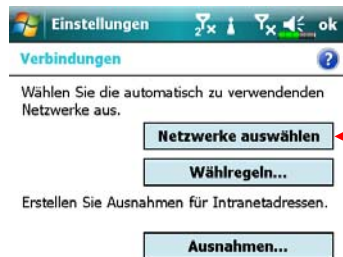 Einstellungen ok
Verbindungen ?
Wählen Sie die automatisch zu verwendenden
Netzwerke aus.
Netzwerke auswählen
Wählregeln...
Erstellen Sie Ausnahmen für Intranetadressen.
Ausnahmen...